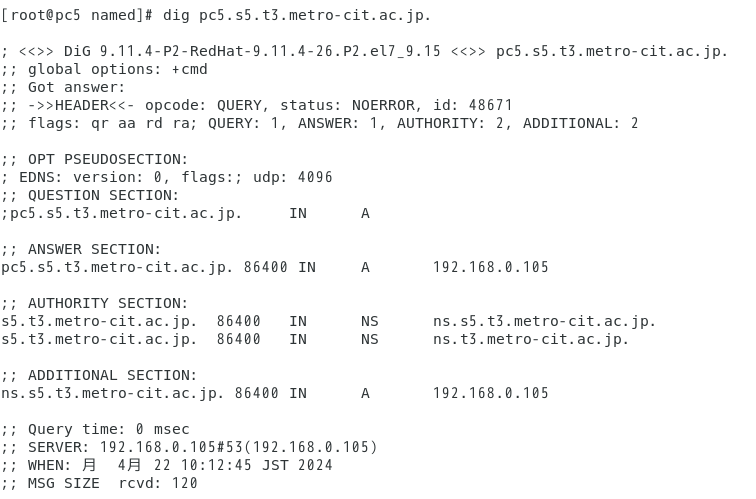 [root@pc5 named]# dig pc5.s5.t3.metro-cit.ac.jp.

; <<>> DiG 9.11.4-P2-RedHat-9.11.4-26.P2.el7_9.15 <<>> pc5.s5.t3.metro-cit.ac.jp.
;; global options: +cmd
;; Got answer:
;; ->>HEADER<<- opcode: QUERY, status: NOERROR, id: 48671
;; flags: qr aa rd ra; QUERY: 1, ANSWER: 1, AUTHORITY: 2, ADDITIONAL: 2

;; OPT PSEUDOSECTION:
; EDNS: version: 0, flags:; udp: 4096
;; QUESTION SECTION:
;pc5.s5.t3.metro-cit.ac.jp.     IN      A

;; ANSWER SECTION:
pc5.s5.t3.metro-cit.ac.jp. 86400 IN     A       192.168.0.105

;; AUTHORITY SECTION:
s5.t3.metro-cit.ac.jp.  86400   IN      NS      ns.s5.t3.metro-cit.ac.jp.
s5.t3.metro-cit.ac.jp.  86400   IN      NS      ns.t3.metro-cit.ac.jp.

;; ADDITIONAL SECTION:
ns.s5.t3.metro-cit.ac.jp. 86400 IN      A       192.168.0.105

;; Query time: 0 msec
;; SERVER: 192.168.0.105#53(192.168.0.105)
;; WHEN: 月  4月 22 10:12:45 JST 2024
;; MSG SIZE  rcvd: 120